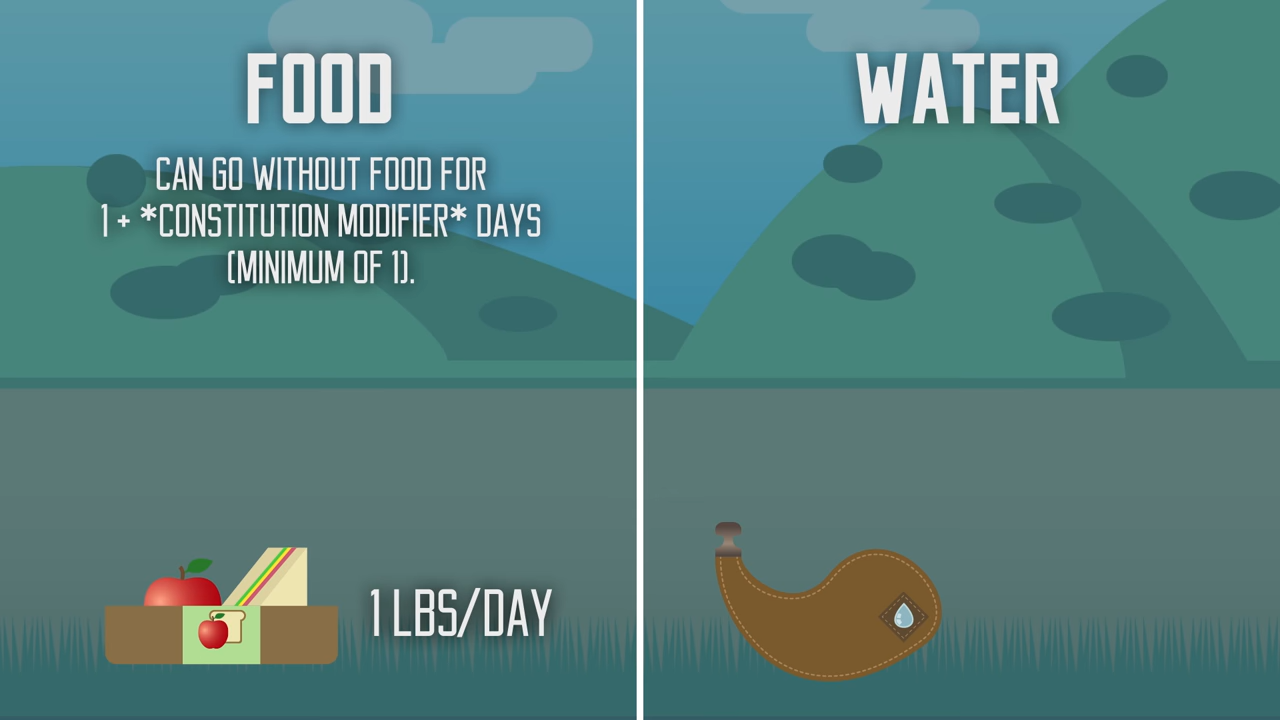 FOOD
CAN GO WITHOUT FOOD FOR
1 + *CONSTITUTION MODIFIER* DAYS
(MINIMUM OF 1).
1 LBS/DAY
WATER